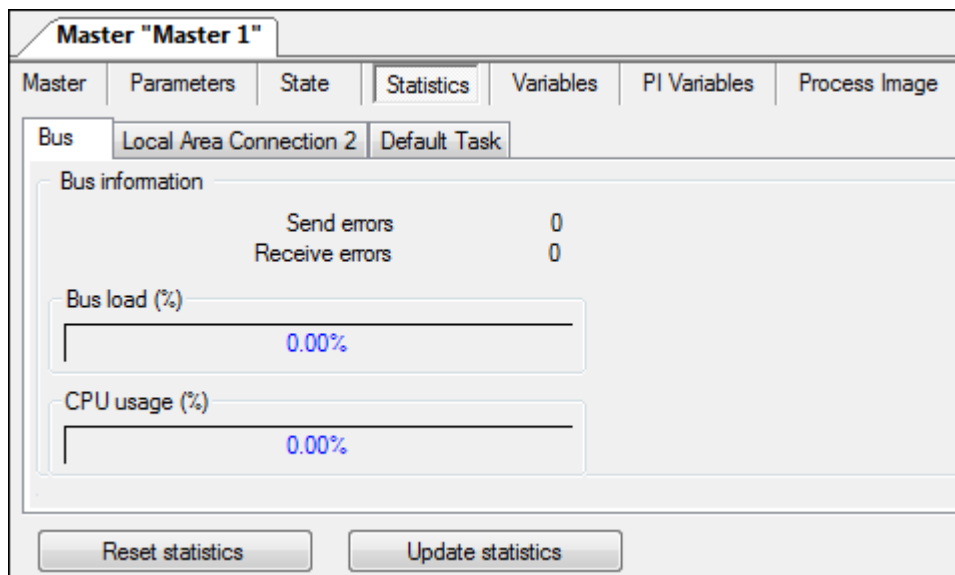 Master "Master 1"
Master Parameters State Statistics Variables PI Variables Process Image
Bus Local Area Connection 2 Default Task
Bus information
Send errors 0
Receive errors 0
Bus load (%)
0.00%
CPU usage (%)
0.00%
Reset statistics Update statistics